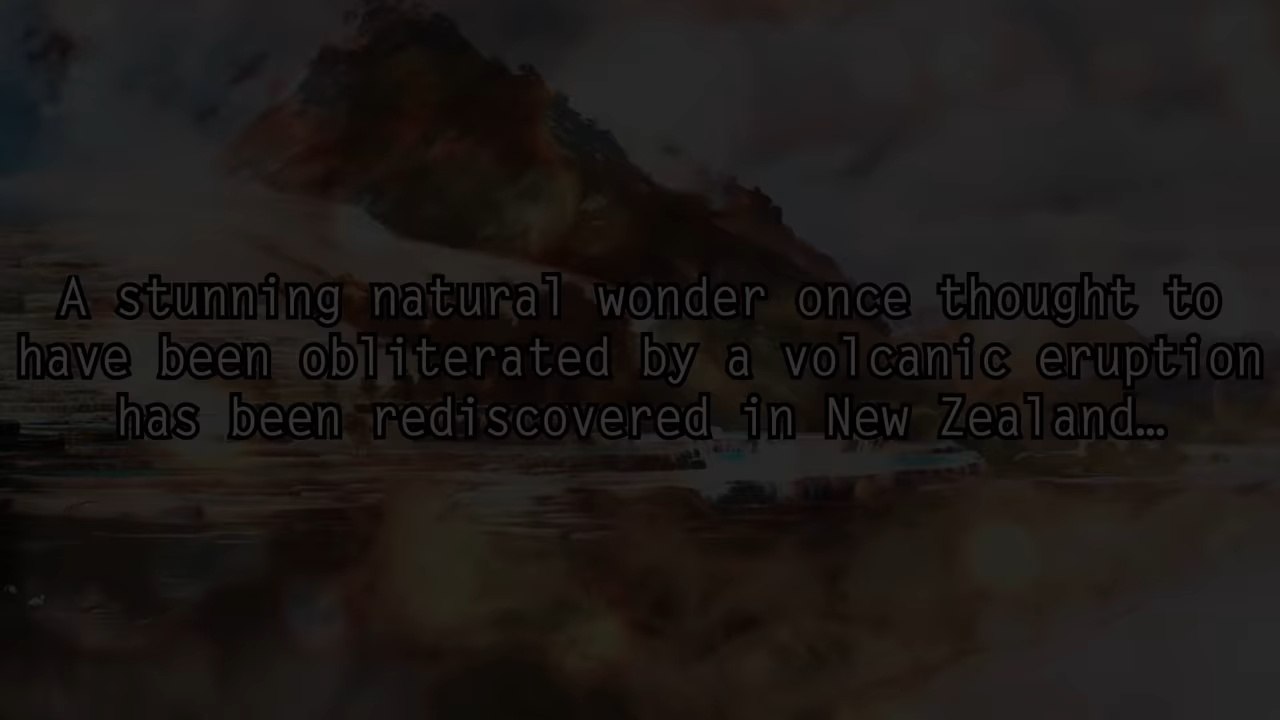 A stunning natural wonder once thought to
have been obliterated by a volcanic eruption
has been rediscovered in New Zealand…